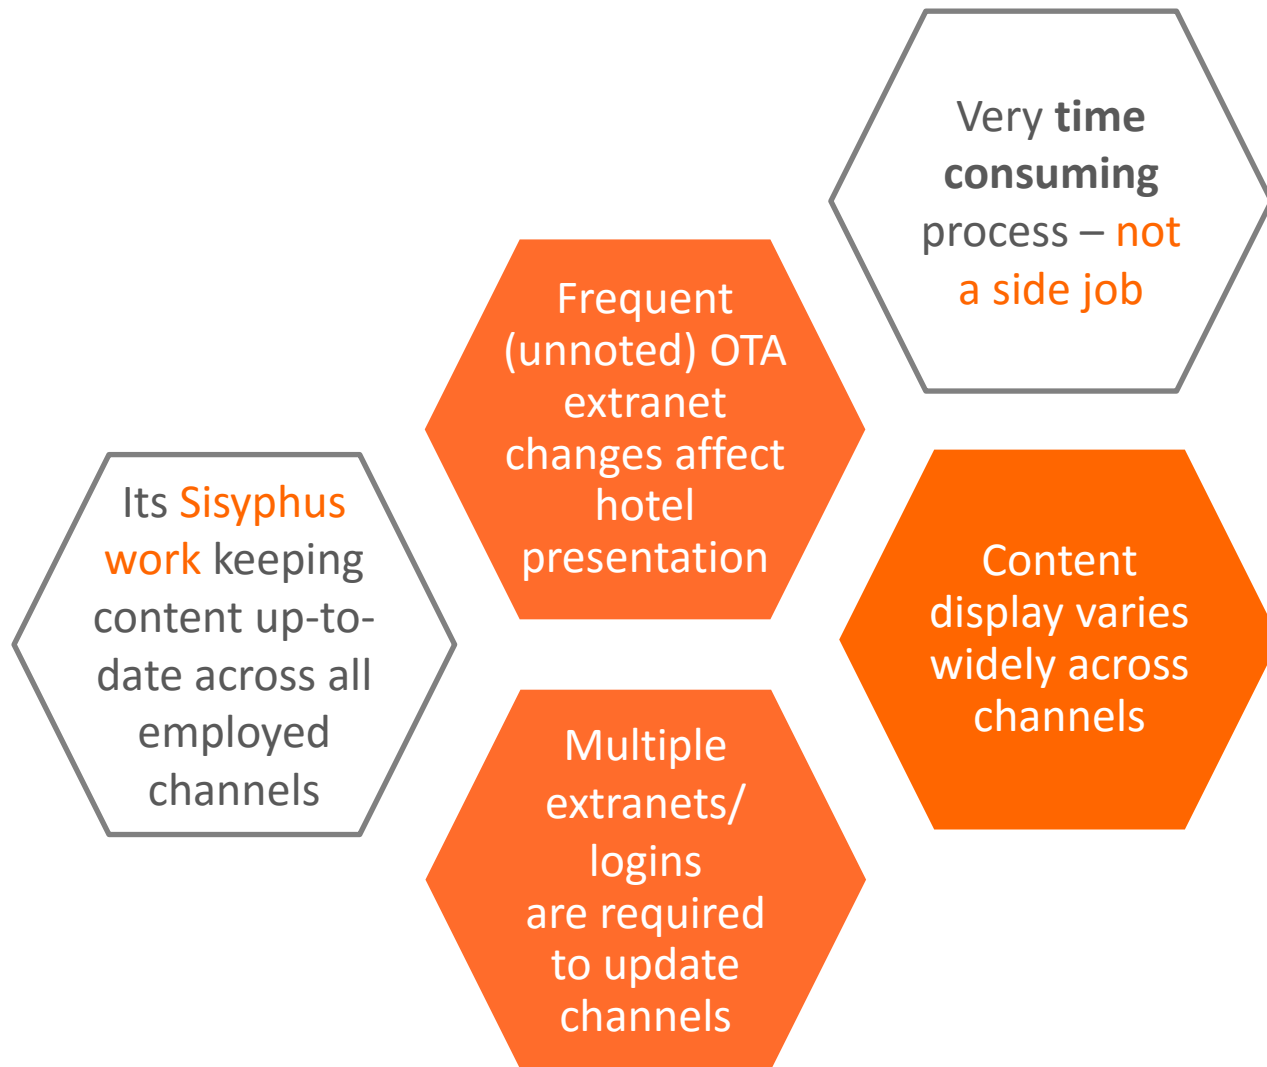 Very time
consuming
process – not
a side job
Frequent
(unnoted) OTA
extranet
changes affect
hotel
presentation
Its Sisyphus
work keeping
content up-to-
date across all
employed
channels
Content
display varies
widely across
channels
Multiple
extranets/
logins
are required
to update
channels